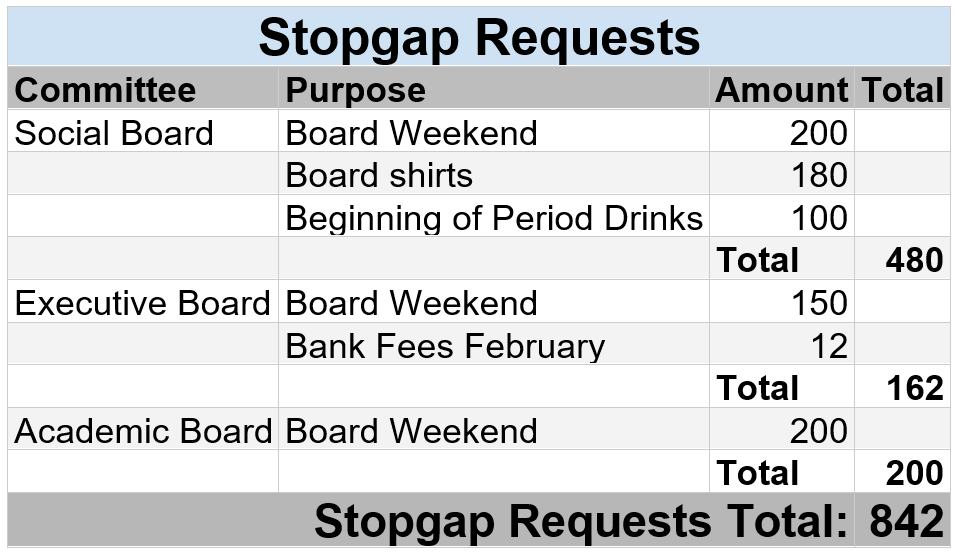 Stopgap Requests
Committee Purpose Amount Total
Social Board Board Weekend 200
Board shirts 180
Beginning of Period Drinks 100
Total 480
Executive Board Board Weekend 150
Bank Fees February 12
Total 162
Academic Board Board Weekend 200
Total 200
Stopgap Requests Total: 842